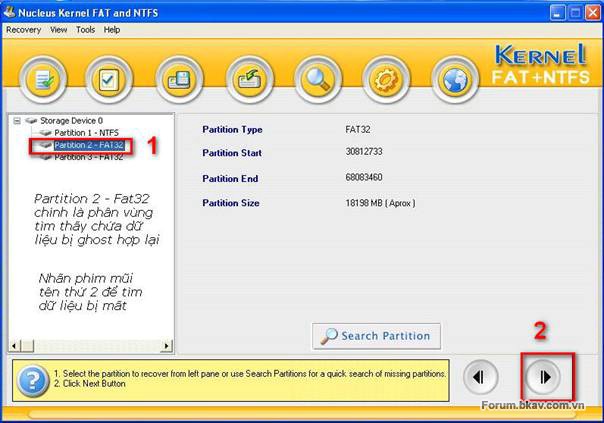 Nucleus Kernel FAT and NTFS
Recovery View Tools Help
KERNEL
FAT+NTFS
Storage Device 0
Partition 1 - NTFS
Partition 2 - FAT32
Partition 3 - FAT32
1
Partition 2 - Fat32
chính là phân vùng
tìm thấy chứa dữ
liệu bị ghost hợp lại
Nhấn phím mũi
tên thứ 2 để tìm
dữ liệu bị mất
Partition Type FAT32
Partition Start 30812733
Partition End 68083460
Partition Size 18198 MB ( Aprox )
Search Partition
2
1. Select the partition to recover from left pane or use Search Partitions for a quick search of missing partitions.
2. Click Next Button
Forum.bkav.com.vn